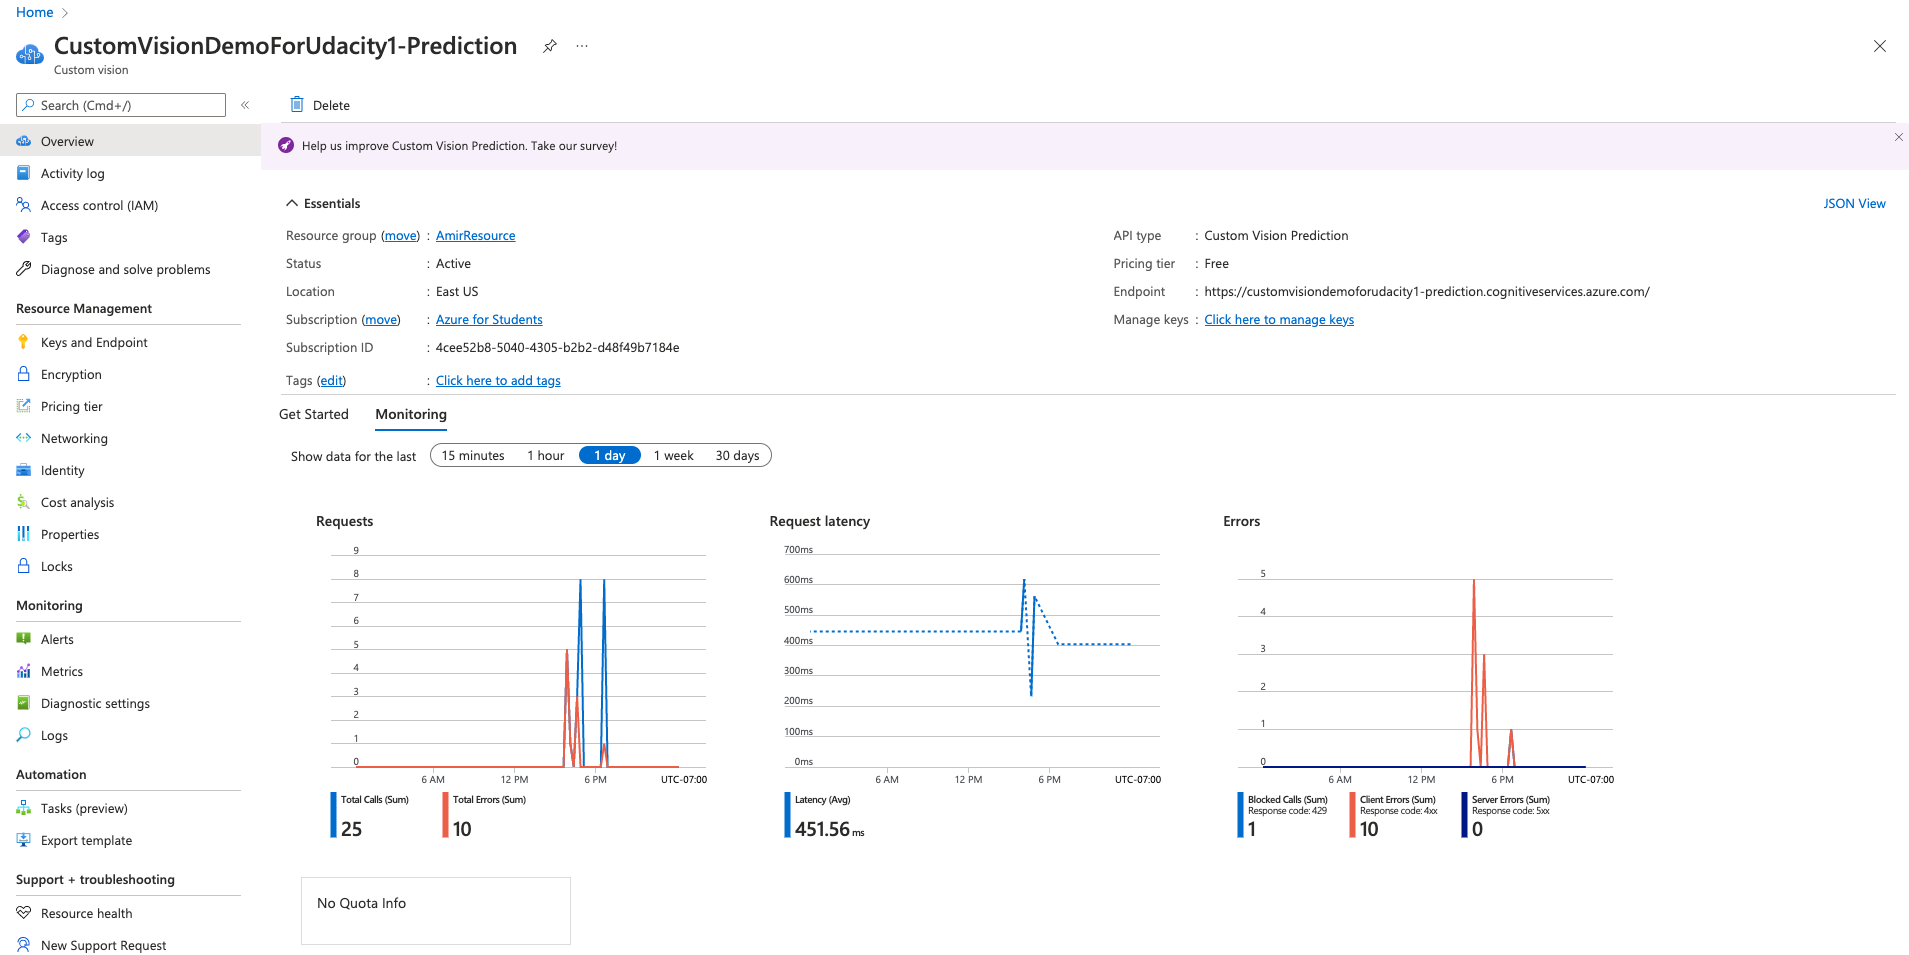 Home
CustomVisionDemoForUdacity1-Prediction
Custom vision
Search (Cmd+/)
Overview
Activity log
Access control (IAM)
Tags
Diagnose and solve problems
Resource Management
Keys and Endpoint
Encryption
Pricing tier
Networking
Identity
Cost analysis
Properties
Locks
Monitoring
Alerts
Metrics
Diagnostic settings
Logs
Automation
Tasks (preview)
Export template
Support + troubleshooting
Resource health
New Support Request
Delete
Help us improve Custom Vision Prediction. Take our survey!
Essentials
JSON View
Resource group (move) : AmirResource
Status : Active
Location : East US
Subscription (move) : Azure for Students
Subscription ID : 4cee52b8-5040-4305-b2b2-d48f49b7184e
Tags (edit) : Click here to add tags
API type : Custom Vision Prediction
Pricing tier : Free
Endpoint : https://customvisiondemoforudacity1-prediction.cognitiveservices.azure.com/
Manage keys : Click here to manage keys
Get Started Monitoring
Show data for the last 15 minutes 1 hour 1 day 1 week 30 days
Requests
9
8
7
6
5
4
3
2
1
0
6 AM 12 PM 6 PM UTC-07:00
Total Calls (Sum)
25
Total Errors (Sum)
10
Request latency
700ms
600ms
500ms
400ms
300ms
200ms
100ms
0ms
6 AM 12 PM 6 PM UTC-07:00
Latency (Avg)
451.56 ms
Errors
5
4
3
2
1
0
6 AM 12 PM 6 PM UTC-07:00
Blocked Calls (Sum)
Response code: 429
1
Client Errors (Sum)
Response code: 4xx
10
Server Errors (Sum)
Response code: 5xx
0
No Quota Info